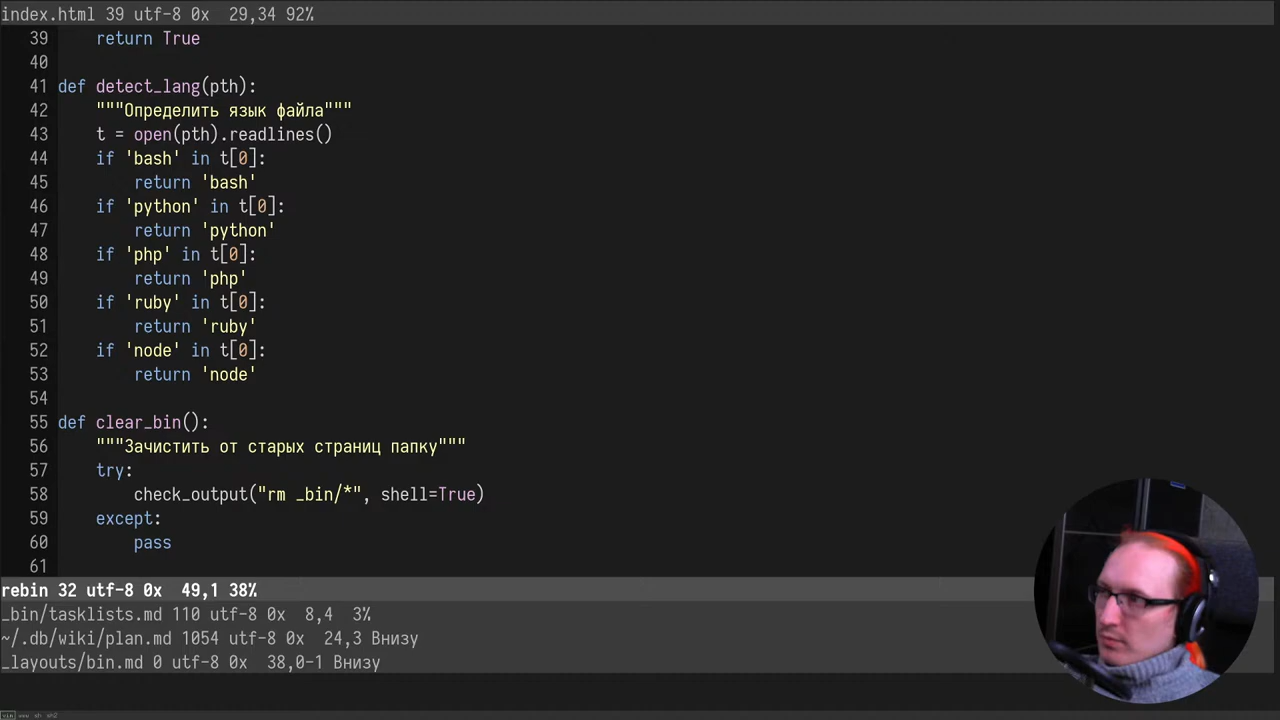 index.html 39 utf-8 0x  29,34 92%
39     return True
40
41 def detect_lang(pth):
42     """Определить язык файла"""
43     t = open(pth).readlines()
44     if 'bash' in t[0]:
45         return 'bash'
46     if 'python' in t[0]:
47         return 'python'
48     if 'php' in t[0]:
49         return 'php'
50     if 'ruby' in t[0]:
51         return 'ruby'
52     if 'node' in t[0]:
53         return 'node'
54
55 def clear_bin():
56     """Зачистить от старых страниц папку"""
57     try:
58         check_output("rm _bin/*", shell=True)
59     except:
60         pass
61
rebin 32 utf-8 0x  49,1 38%
_bin/tasklists.md 110 utf-8 0x  8,4  3%
~/.db/wiki/plan.md 1054 utf-8 0x  24,3 Внизу
_layouts/bin.md 0 utf-8 0x  38,0-1 Внизу